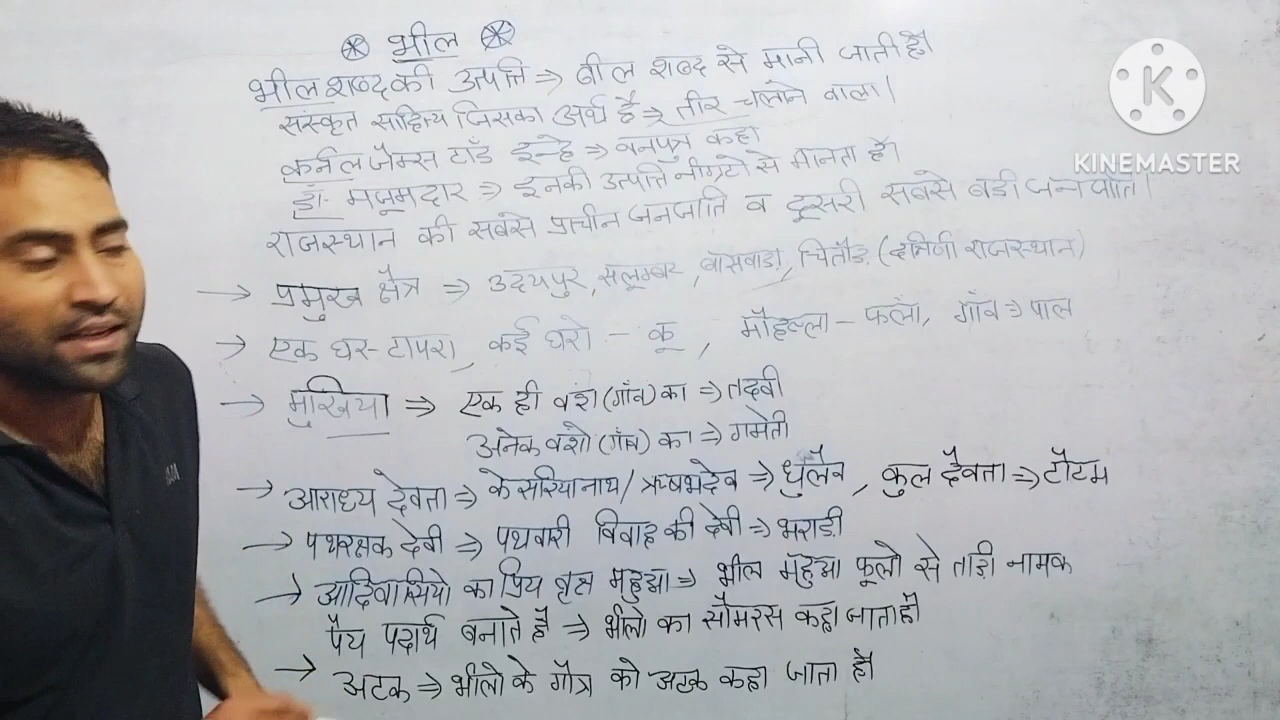 भील
भील शब्द की उत्पत्ति ⇒ बील शब्द से मानी जाती है।
संस्कृत साहित्य जिसका अर्थ है ⇒ तीर चलाने वाला।
कर्नल जैम्स टॉड इन्हे ⇒ वनपुत्र कहा
डॉ. मजूमदार ⇒ इनकी उत्पत्ति नीग्रटो से मानता है।
राजस्थान की सबसे प्राचीन जनजाति व दूसरी सबसे बडी जनजाति।
→ प्रमुख क्षैत्र ⇒ उदयपुर, सलूम्बर, बांसवाडा, चितौड़ (दक्षिणी राजस्थान)
→ एक घर- टापरा, कई घरो - कू, मौहल्ला - फलां, गाँव ⇒ पाल
→ मुखिया ⇒ एक ही वंश (गाँव) का ⇒ तदवी
अनेक वंशो (गाँव) का ⇒ गमेती
→ आराध्य देवता ⇒ केसरियानाथ / ऋषभदेव ⇒ धुलैव, कुल दैवता ⇒ टौटम
→ पथरक्षक देवी ⇒ पथवारी विवाह की देवी ⇒ भराडी
→ आदिवासियो का प्रिय वृक्ष महुआ ⇒ भील महुआ फूलो से ताड़ी नामक
पैय पदार्थ बनाते है ⇒ भीलो का सौमरस कहा जाता है।
→ अटक ⇒ भीलो के गौत्र को अटक कहा जाता है।
K
KINEMASTER